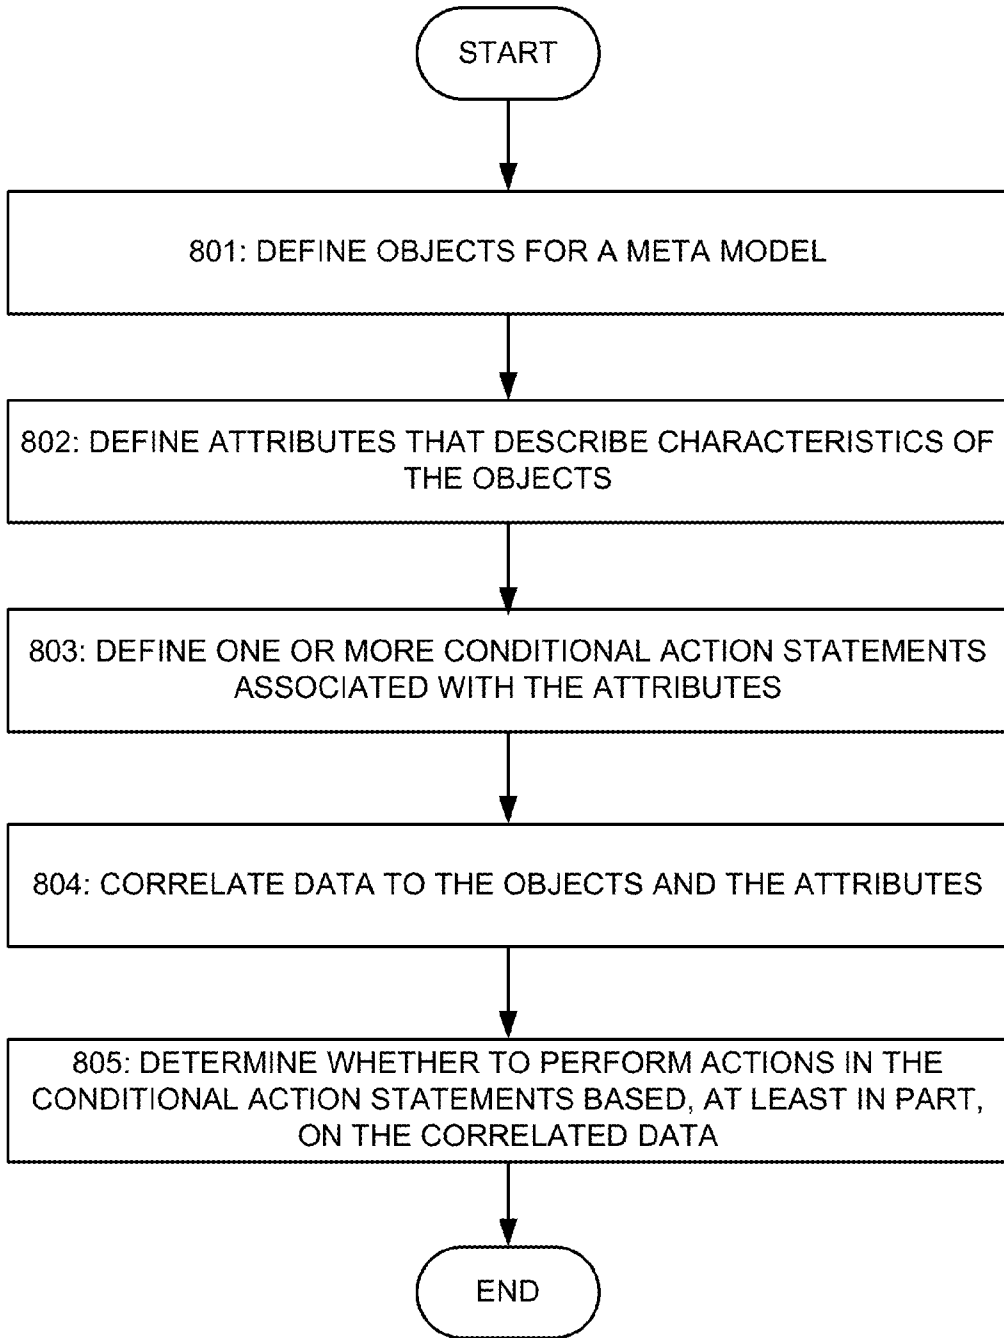 START
801: DEFINE OBJECTS FOR A META MODEL
802: DEFINE ATTRIBUTES THAT DESCRIBE CHARACTERISTICS OF
THE OBJECTS
803: DEFINE ONE OR MORE CONDITIONAL ACTION STATEMENTS
ASSOCIATED WITH THE ATTRIBUTES
804: CORRELATE DATA TO THE OBJECTS AND THE ATTRIBUTES
805: DETERMINE WHETHER TO PERFORM ACTIONS IN THE
CONDITIONAL ACTION STATEMENTS BASED, AT LEAST IN PART,
ON THE CORRELATED DATA
END